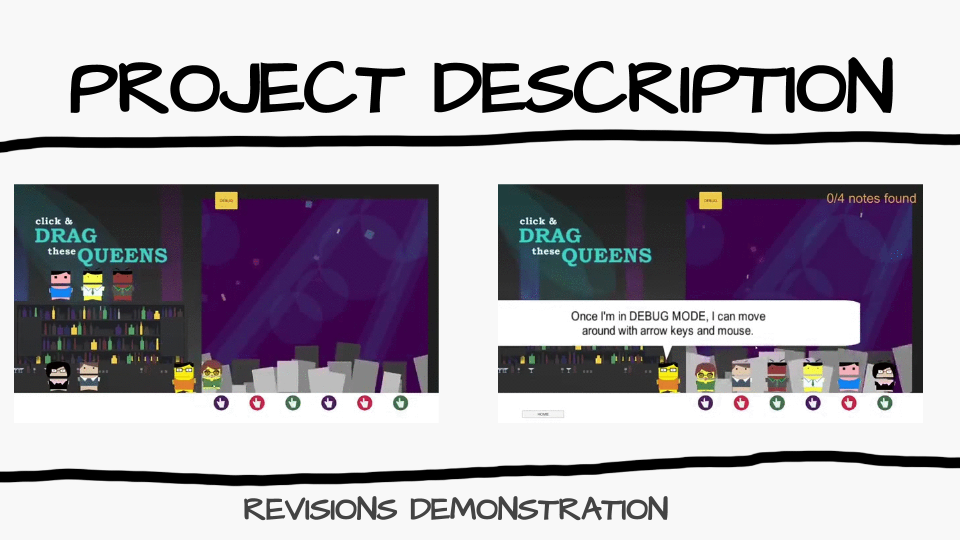 PROJECT DESCRIPTION
DEBUG
click &
DRAG
these QUEENS
DEBUG
0/4 notes found
click &
DRAG
these QUEENS
Once I'm in DEBUG MODE, I can move
around with arrow keys and mouse.
HOME
REVISIONS DEMONSTRATION